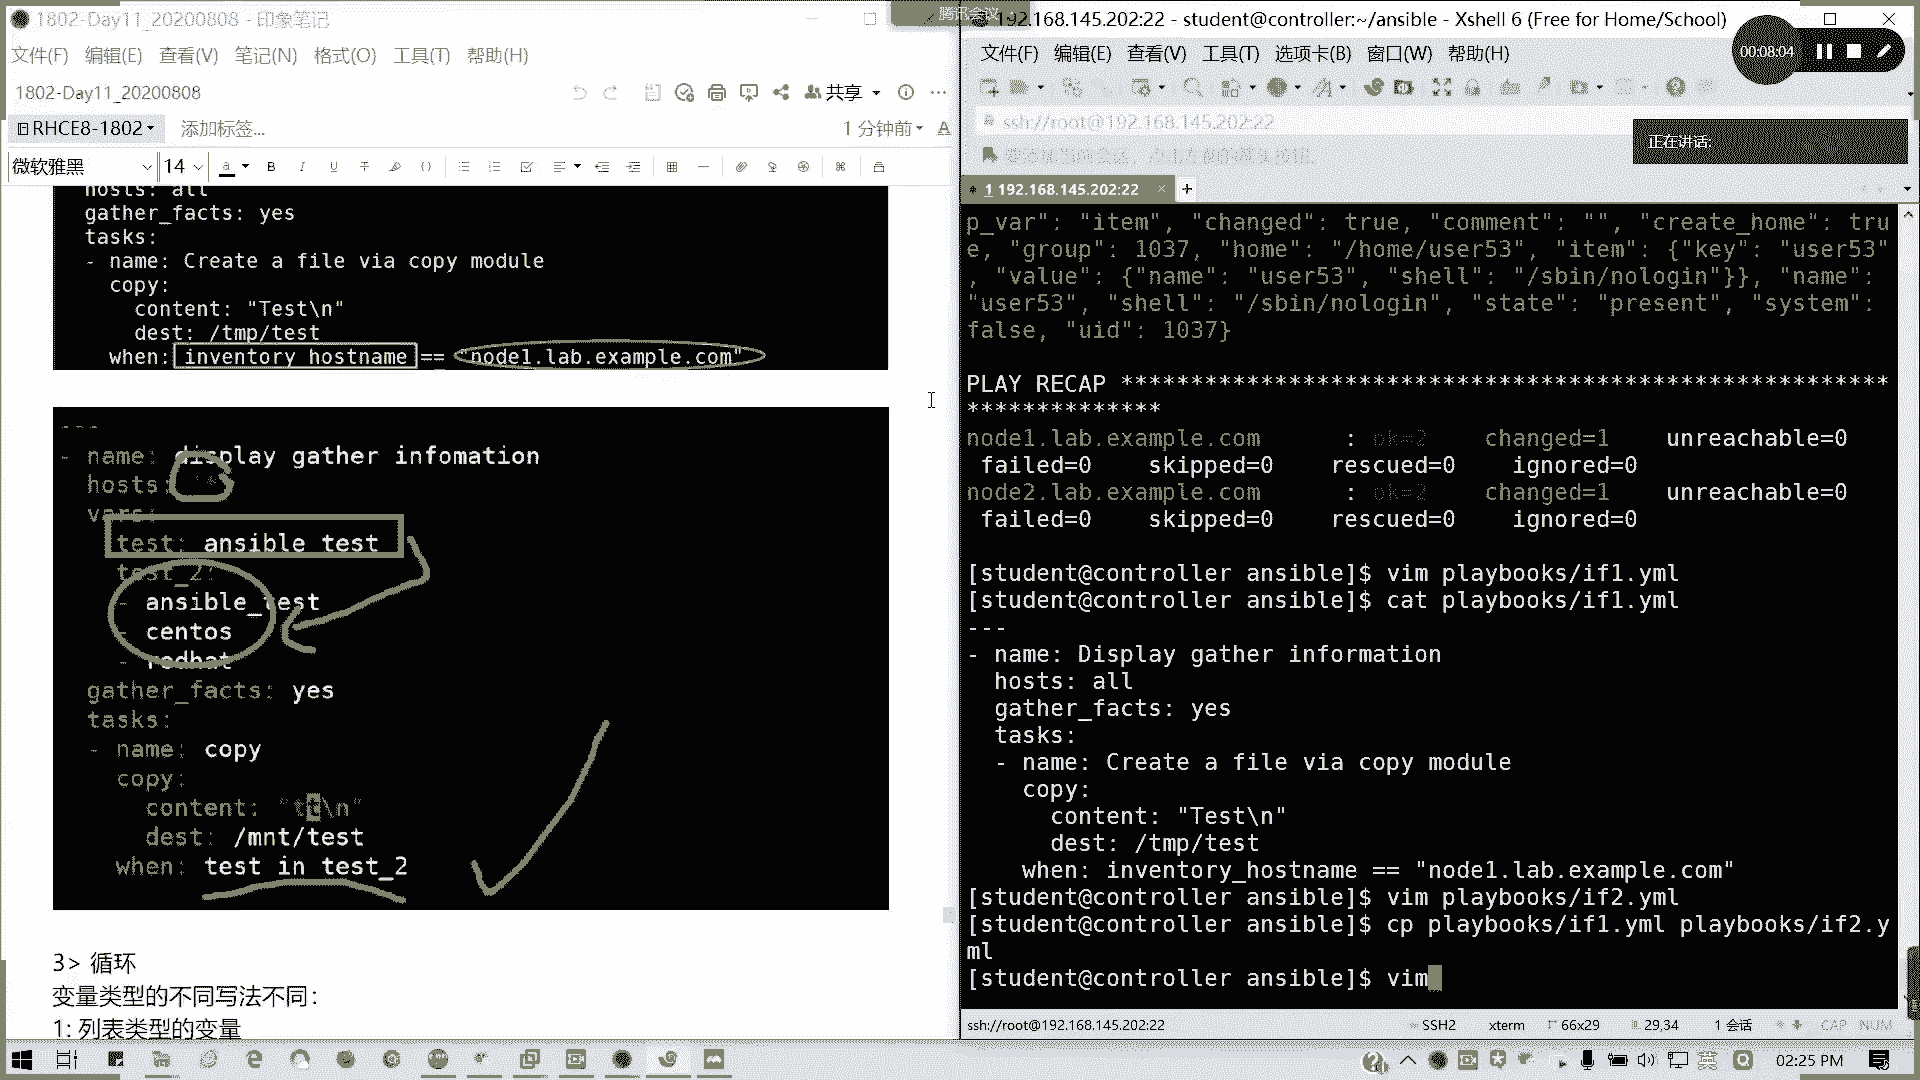 1802-Day11_20200808 - 印象笔记
文件(F) 编辑(E) 查看(V) 笔记(N) 格式(O) 工具(T) 帮助(H)
1802-Day11_20200808
共享
RHCE8-1802
添加标签...
1 分钟前
微软雅黑
14
hosts: all
gather_facts: yes
tasks:
- name: Create a file via copy module
copy:
content: "Test\n"
dest: /tmp/test
when: inventory_hostname == "node1.lab.example.com"
---
- name: display gather infomation
hosts: '*'
vars:
test: ansible_test
test_2:
- ansible_test
- centos
- redhat
gather_facts: yes
tasks:
- name: copy
copy:
content: "tt\n"
dest: /mnt/test
when: test in test_2
3> 循环
变量类型的不同写法不同：
1: 列表类型的变量
腾讯会议
192.168.145.202:22 - student@controller:~/ansible - Xshell 6 (Free for Home/School)
文件(F) 编辑(E) 查看(V) 工具(T) 选项卡(B) 窗口(W) 帮助(H)
00:08:04
ssh://root@192.168.145.202:22
正在讲话:
1 192.168.145.202:22
p_var": "item", "changed": true, "comment": "", "create_home": tru
e, "group": 1037, "home": "/home/user53", "item": {"key": "user53"
, "value": {"name": "user53", "shell": "/sbin/nologin"}}, "name":
"user53", "shell": "/sbin/nologin", "state": "present", "system":
false, "uid": 1037}
PLAY RECAP ********************************************************
**************
node1.lab.example.com : ok=2 changed=1 unreachable=0
failed=0 skipped=0 rescued=0 ignored=0
node2.lab.example.com : ok=2 changed=1 unreachable=0
failed=0 skipped=0 rescued=0 ignored=0
[student@controller ansible]$ vim playbooks/if1.yml
[student@controller ansible]$ cat playbooks/if1.yml
---
- name: Display gather information
hosts: all
gather_facts: yes
tasks:
- name: Create a file via copy module
copy:
content: "Test\n"
dest: /tmp/test
when: inventory_hostname == "node1.lab.example.com"
[student@controller ansible]$ vim playbooks/if2.yml
[student@controller ansible]$ cp playbooks/if1.yml playbooks/if2.y
ml
[student@controller ansible]$ vim
ssh://root@192.168.145.202:22
SSH2
xterm
66x29
29,34
1 会话
CAP NUM
英
02:25 PM